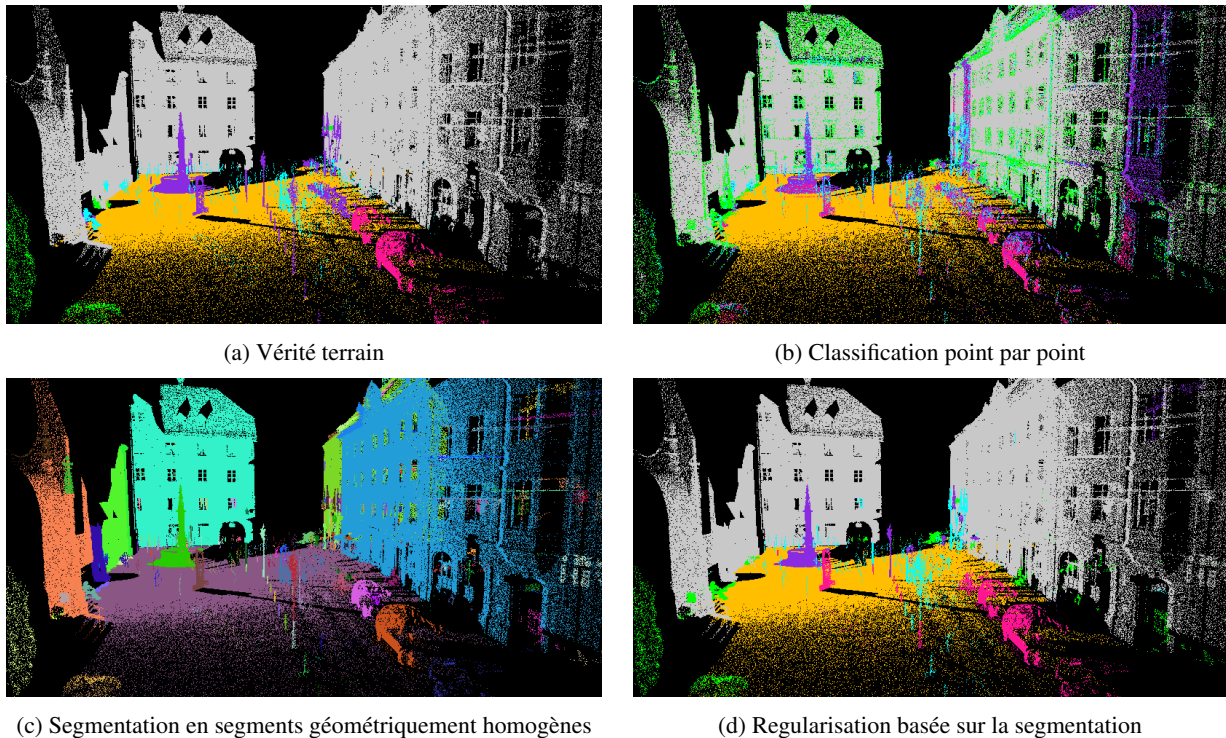 (a) Vérité terrain
(b) Classification point par point
(c) Segmentation en segments géométriquement homogènes
(d) Regularisation basée sur la segmentation